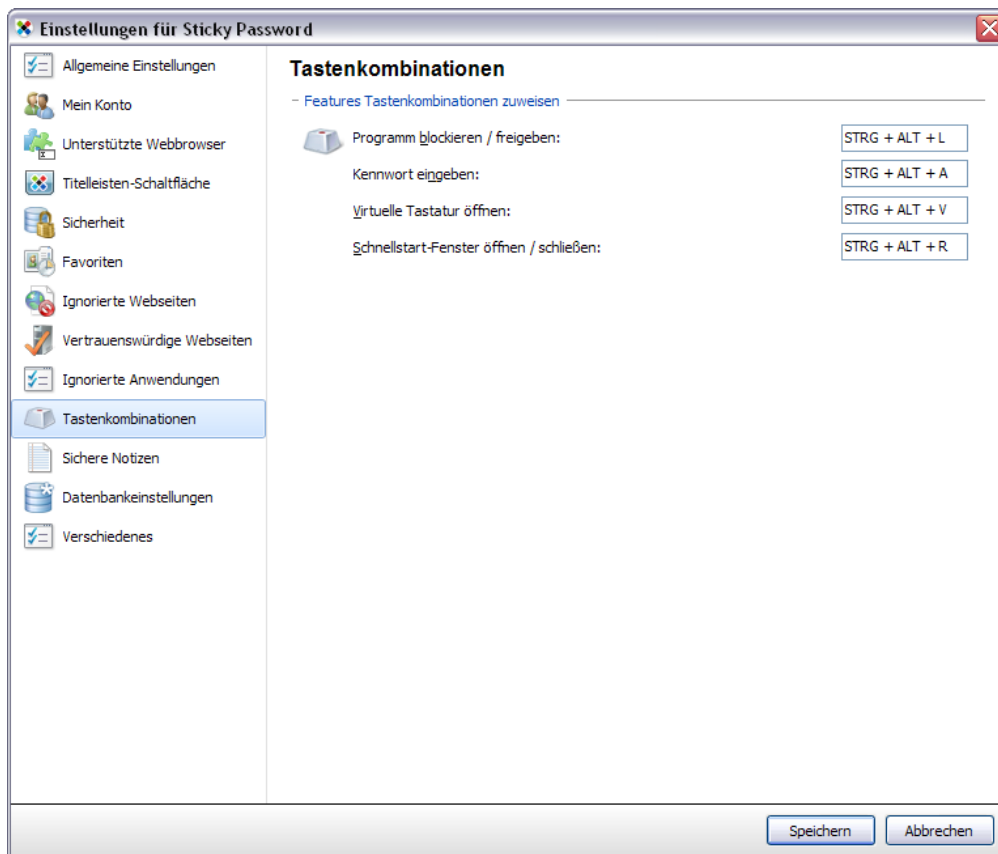 Einstellungen für Sticky Password
Allgemeine Einstellungen
Mein Konto
Unterstützte Webbrowser
Titelleisten-Schaltfläche
Sicherheit
Favoriten
Ignorierte Webseiten
Vertrauenswürdige Webseiten
Ignorierte Anwendungen
Tastenkombinationen
Sichere Notizen
Datenbankeinstellungen
Verschiedenes
Tastenkombinationen
Features Tastenkombinationen zuweisen
Programm blockieren / freigeben: STRG + ALT + L
Kennwort eingeben: STRG + ALT + A
Virtuelle Tastatur öffnen: STRG + ALT + V
Schnellstart-Fenster öffnen / schließen: STRG + ALT + R
Speichern Abbrechen